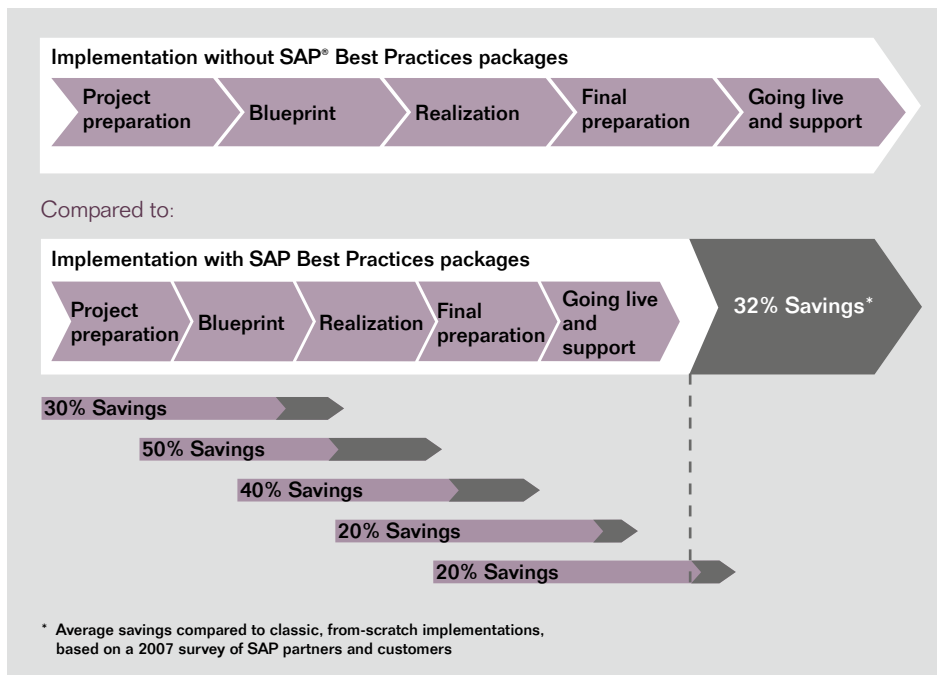 Implementation without SAP® Best Practices packages
Project
preparation
Blueprint
Realization
Final
preparation
Going live
and support
Compared to:
Implementation with SAP Best Practices packages
Project
preparation
Blueprint
Realization
Final
preparation
Going live
and
support
32% Savings*
30% Savings
50% Savings
40% Savings
20% Savings
20% Savings
* Average savings compared to classic, from-scratch implementations,
based on a 2007 survey of SAP partners and customers